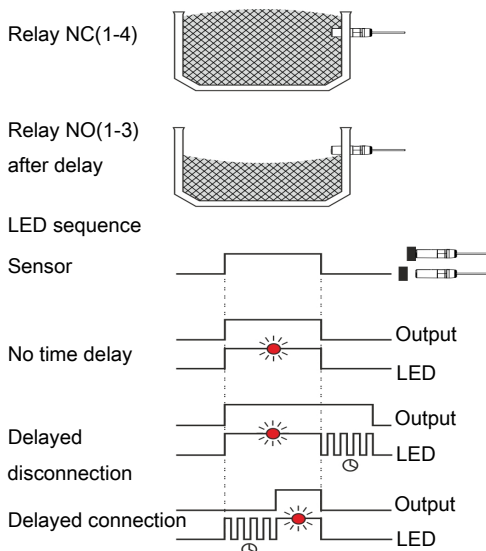 Relay NC(1-4)
Relay NO(1-3)
after delay
LED sequence
Sensor
Output
No time delay
LED
Output
Delayed
LED
disconnection
Output
Delayed connection
LED